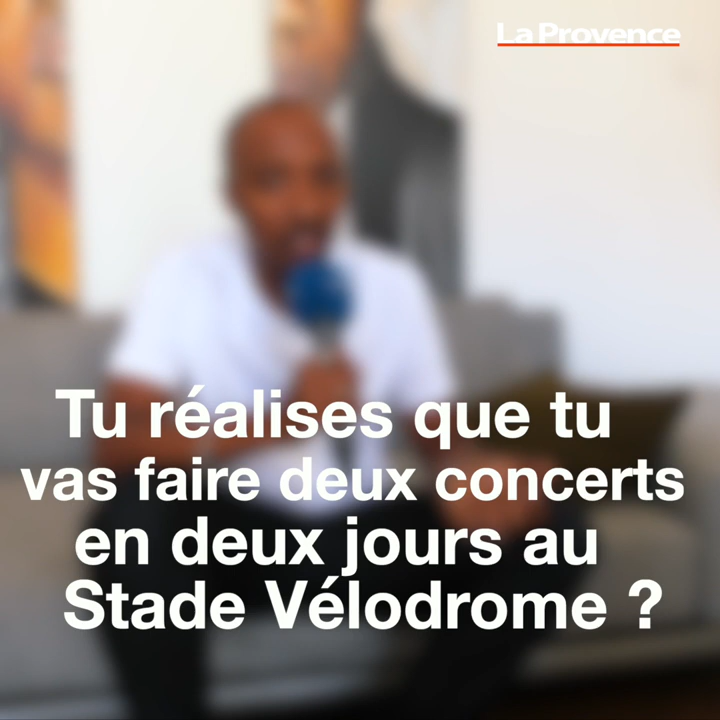 La Provence
Tu réalises que tu
vas faire deux concerts
en deux jours au
Stade Vélodrome ?